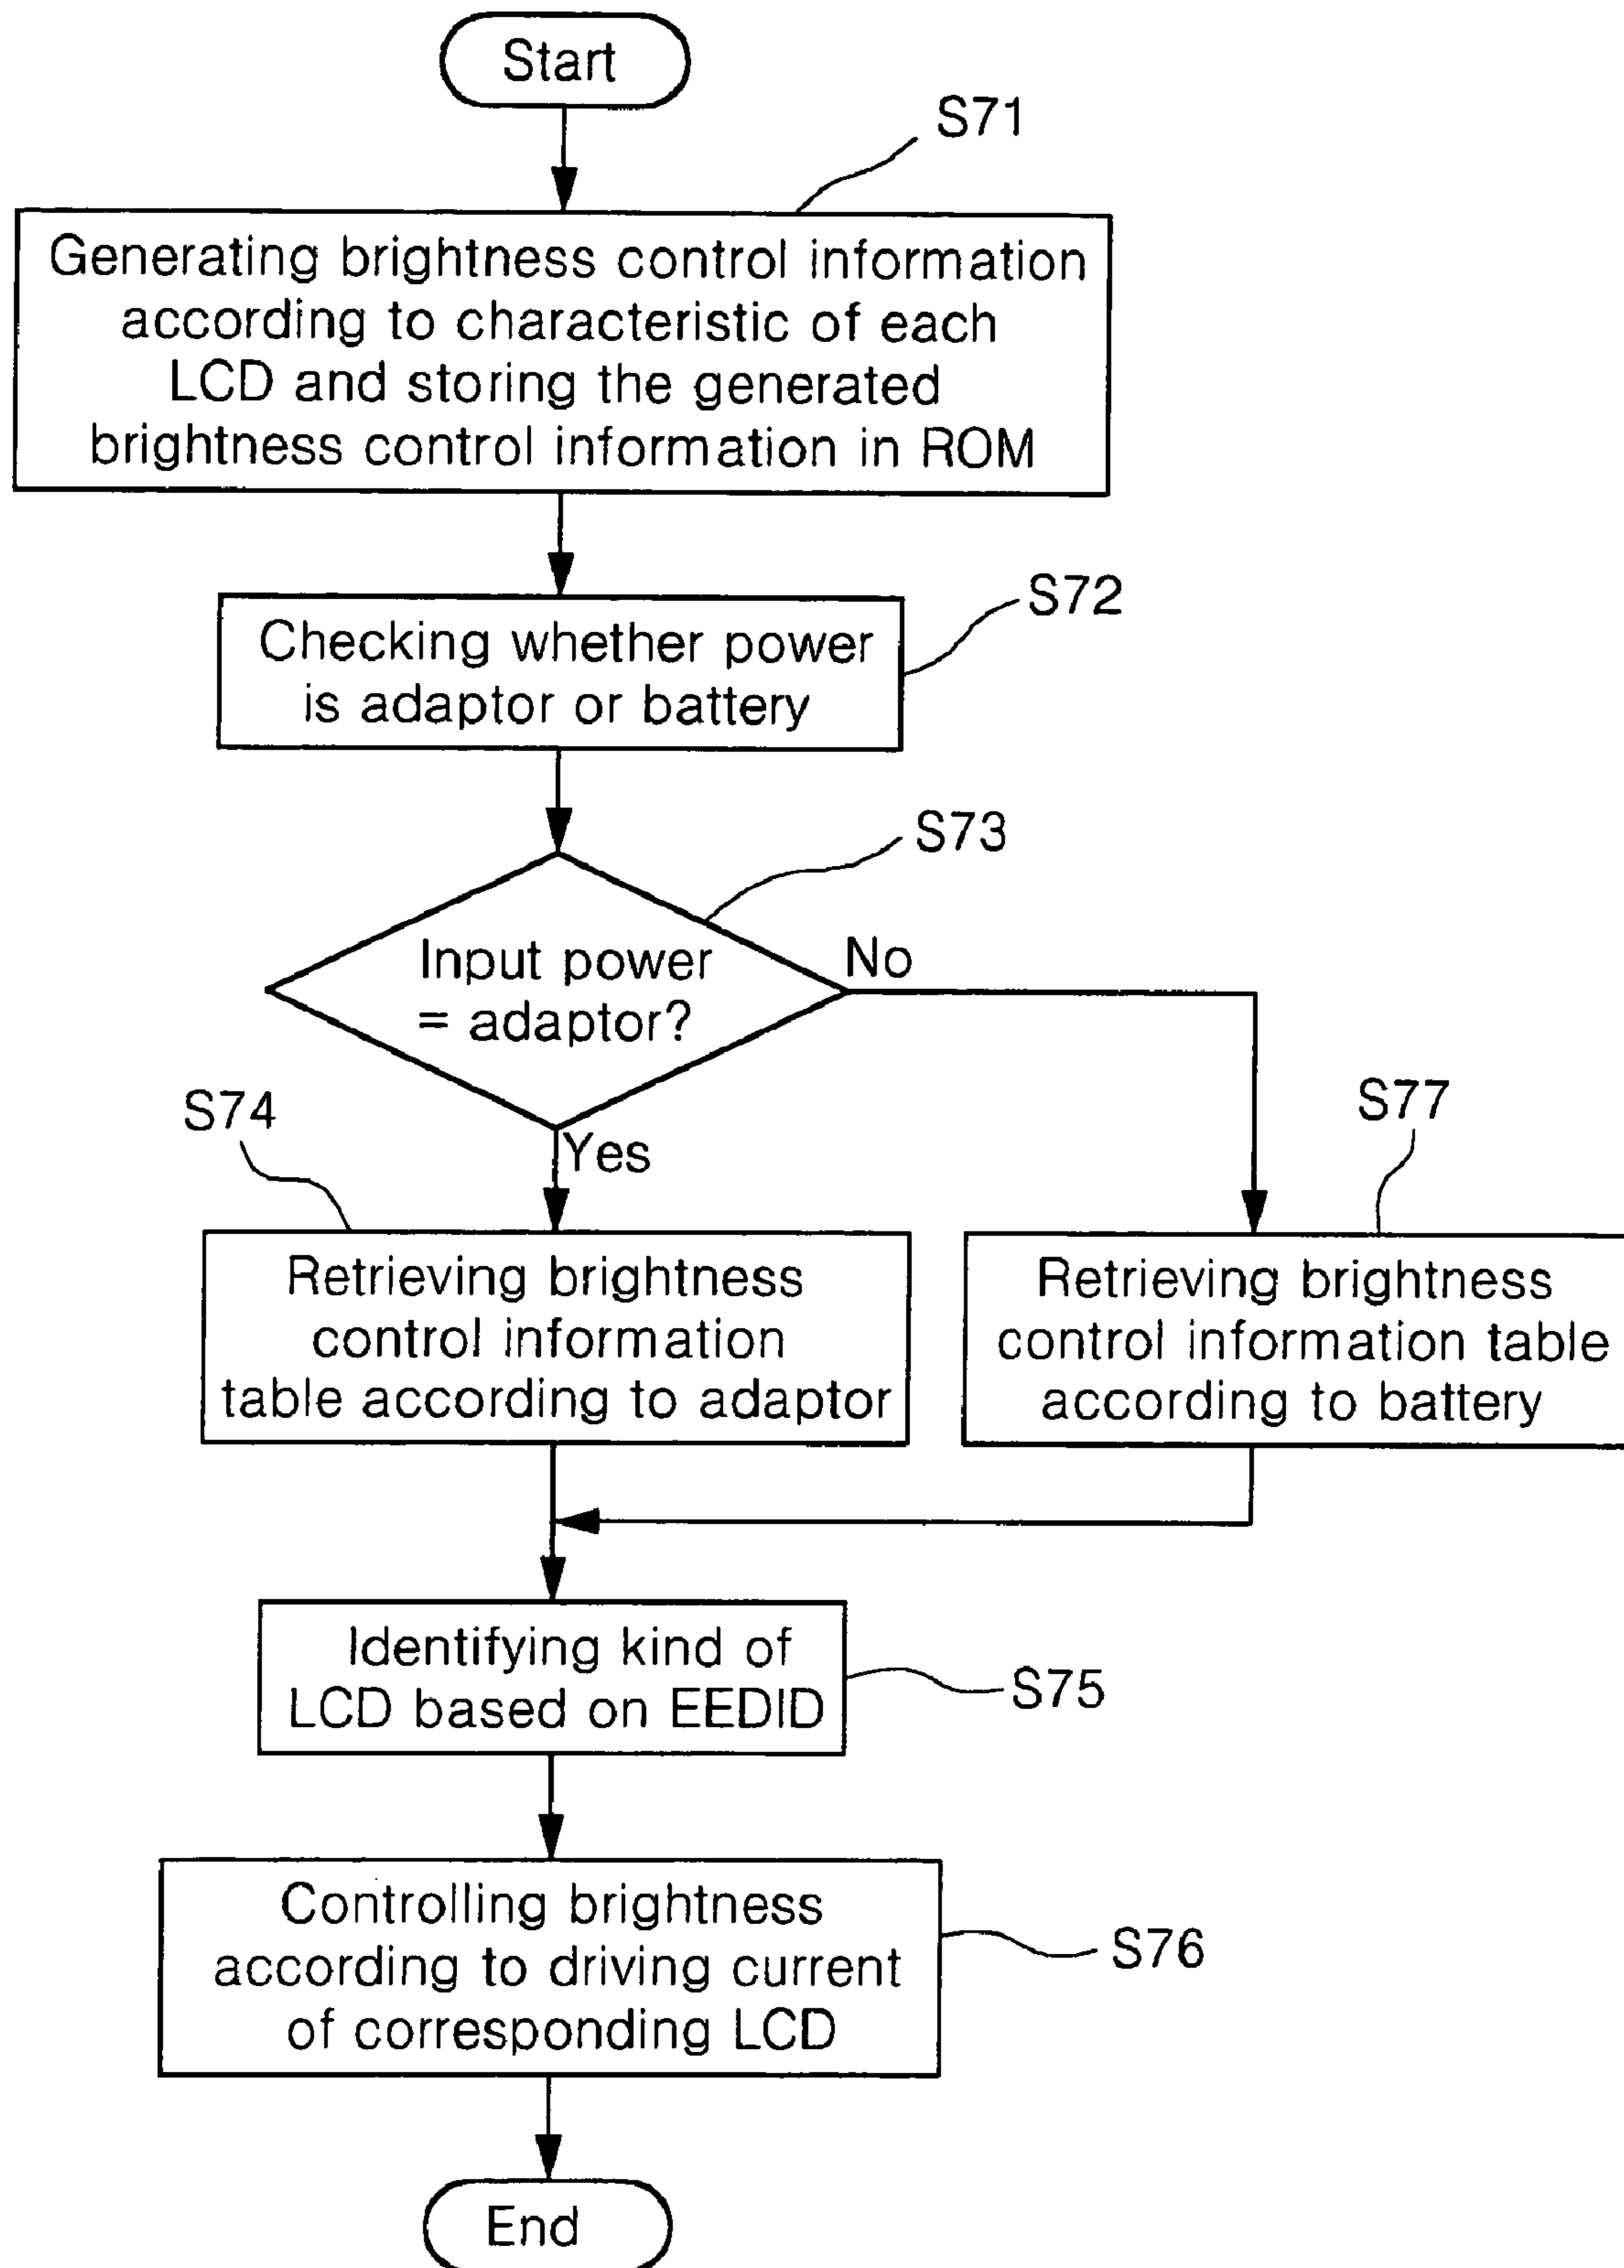 Start
S71
Generating brightness control information
according to characteristic of each
LCD and storing the generated
brightness control information in ROM
S72
Checking whether power
is adaptor or battery
S73
Input power
= adaptor?
No
Yes
S74
Retrieving brightness
control information
table according to adaptor
S77
Retrieving brightness
control information table
according to battery
Identifying kind of
LCD based on EEDID
S75
Controlling brightness
according to driving current
of corresponding LCD
S76
End